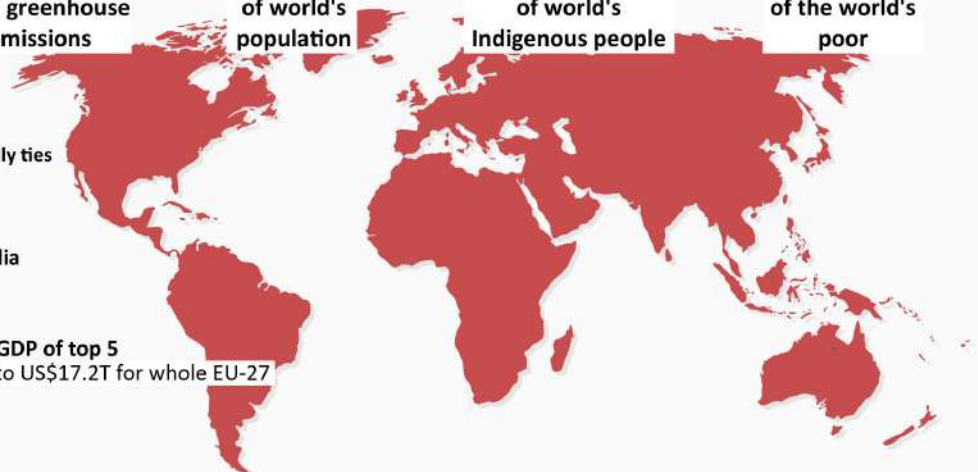 greenhouse
missions
of world's
population
of world's
Indigenous people
of the world's
poor
ly ties
lia
GDP of top 5
to US$17.2T for whole EU-27